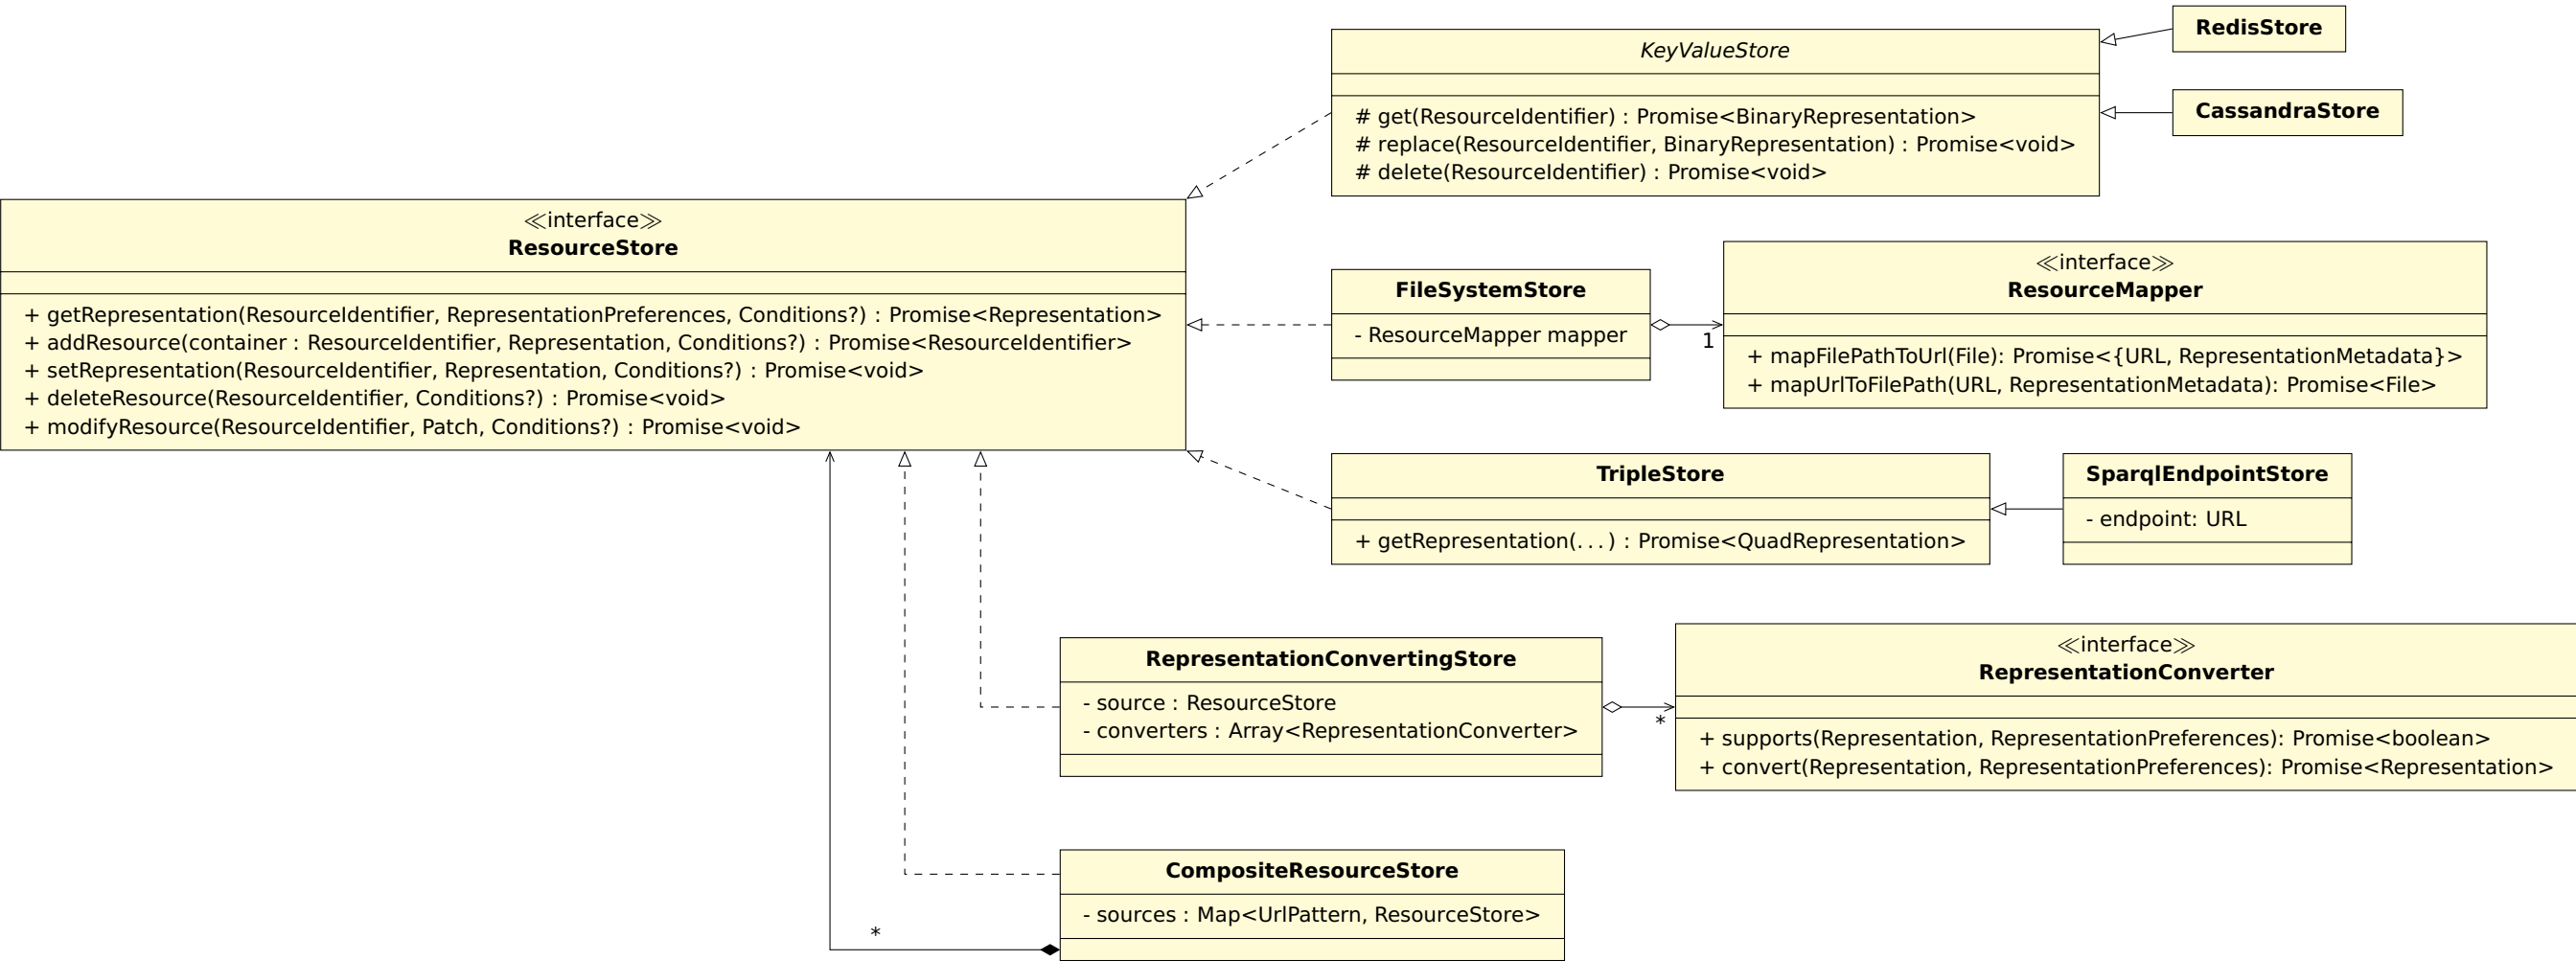 RedisStore
KeyValueStore
CassandraStore
# get(ResourceIdentifier) : Promise<BinaryRepresentation>
# replace(ResourceIdentifier, BinaryRepresentation) : Promise<void>
# delete(ResourceIdentifier) : Promise<void>
≪interface≫
ResourceStore
+ getRepresentation(ResourceIdentifier, RepresentationPreferences, Conditions?) : Promise<Representation>
+ addResource(container : ResourceIdentifier, Representation, Conditions?) : Promise<ResourceIdentifier>
+ setRepresentation(ResourceIdentifier, Representation, Conditions?) : Promise<void>
+ deleteResource(ResourceIdentifier, Conditions?) : Promise<void>
+ modifyResource(ResourceIdentifier, Patch, Conditions?) : Promise<void>
FileSystemStore
- ResourceMapper mapper
1
≪interface≫
ResourceMapper
+ mapFilePathToUrl(File): Promise<{URL, RepresentationMetadata}>
+ mapUrlToFilePath(URL, RepresentationMetadata): Promise<File>
TripleStore
+ getRepresentation(...) : Promise<QuadRepresentation>
SparqlEndpointStore
- endpoint: URL
RepresentationConvertingStore
- source : ResourceStore
- converters : Array<RepresentationConverter>
*
≪interface≫
RepresentationConverter
+ supports(Representation, RepresentationPreferences): Promise<boolean>
+ convert(Representation, RepresentationPreferences): Promise<Representation>
CompositeResourceStore
- sources : Map<UrlPattern, ResourceStore>
*